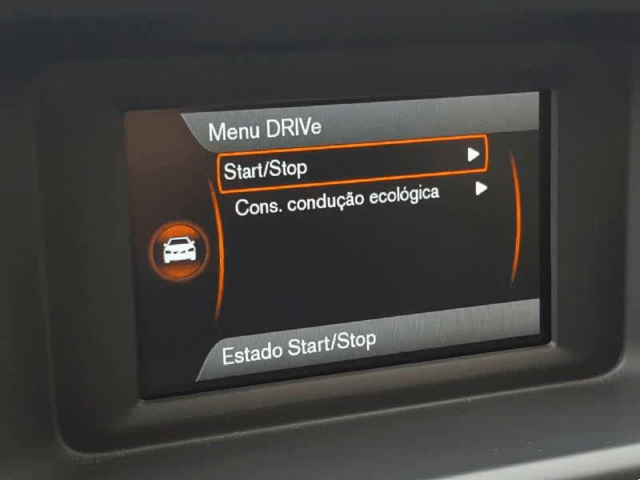 Menu DRIVe
Start/Stop
Cons. condução ecológica
Estado Start/Stop